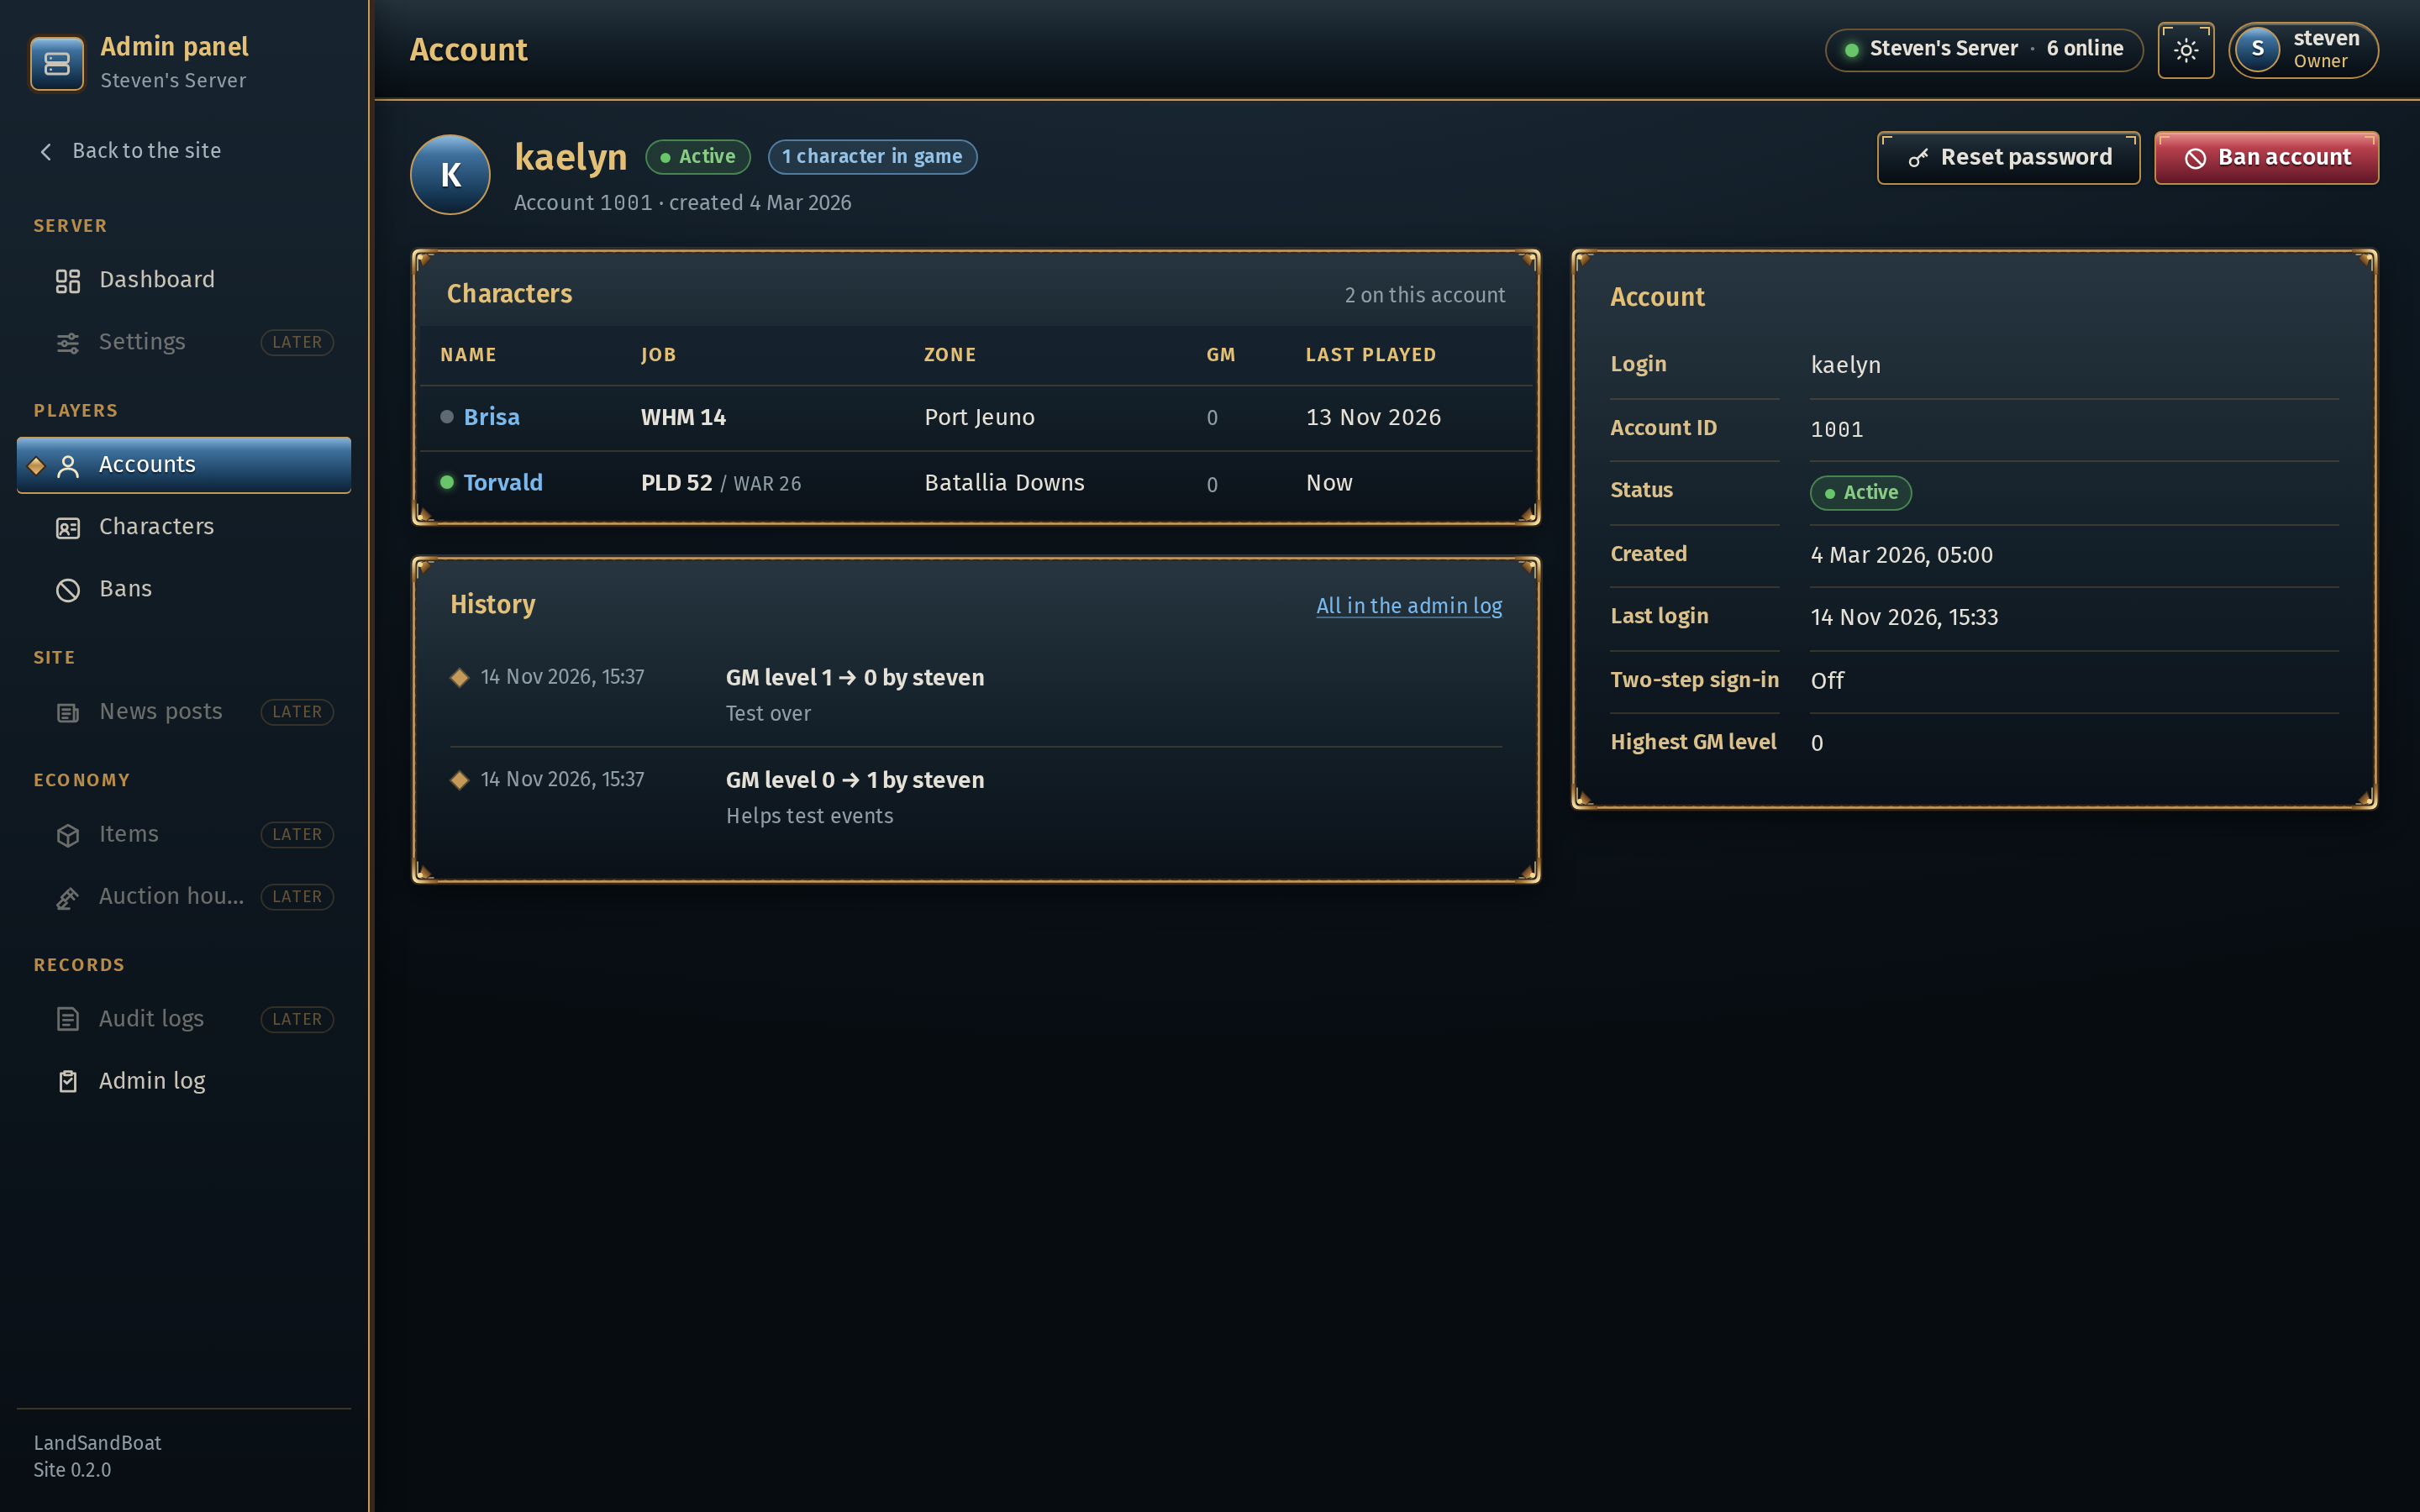 Admin panel
Steven's Server
Back to the site
SERVER
Dashboard
Settings LATER
PLAYERS
Accounts
Characters
Bans
SITE
News posts LATER
ECONOMY
Items LATER
Auction hou... LATER
RECORDS
Audit logs LATER
Admin log
LandSandBoat
Site 0.2.0
Account
Steven's Server · 6 online
S
steven
Owner
K
kaelyn Active 1 character in game
Account 1001 · created 4 Mar 2026
Reset password
Ban account
Characters 2 on this account
NAME JOB ZONE GM LAST PLAYED
Brisa WHM 14 Port Jeuno 0 13 Nov 2026
Torvald PLD 52 / WAR 26 Batallia Downs 0 Now
History All in the admin log
14 Nov 2026, 15:37 GM level 1 → 0 by steven
Test over
14 Nov 2026, 15:37 GM level 0 → 1 by steven
Helps test events
Account
Login kaelyn
Account ID 1001
Status Active
Created 4 Mar 2026, 05:00
Last login 14 Nov 2026, 15:33
Two-step sign-in Off
Highest GM level 0